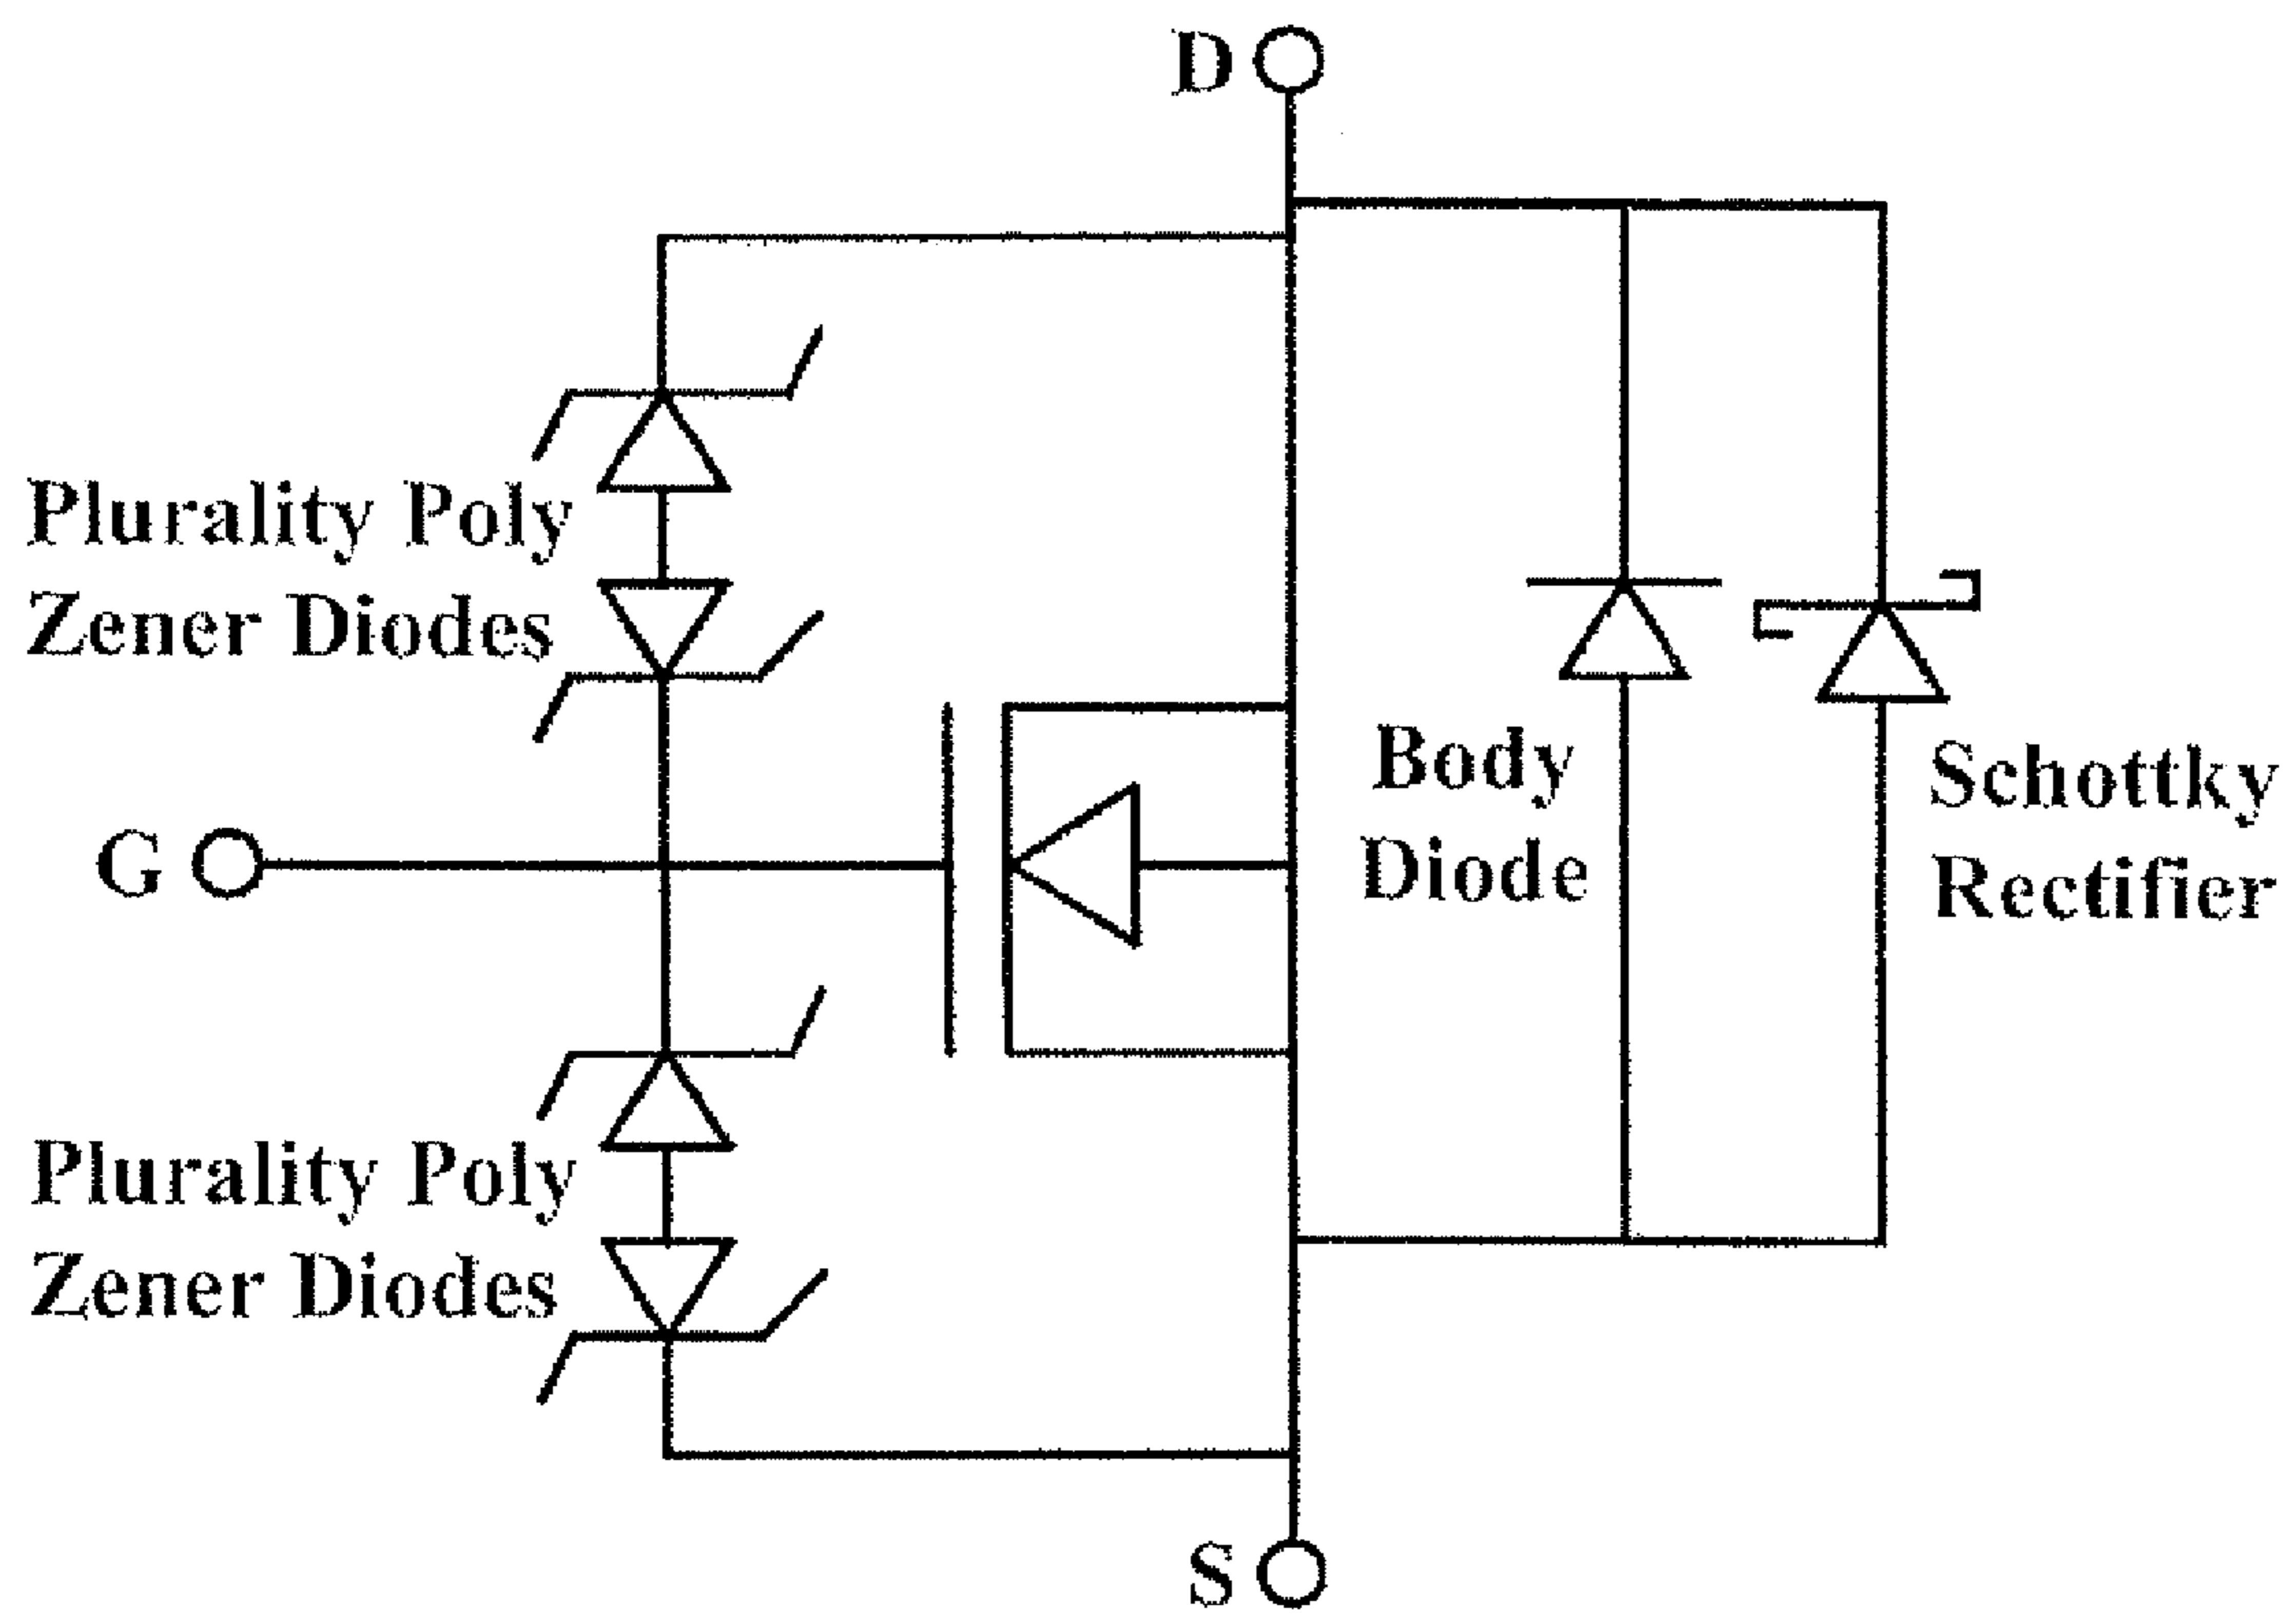 D
Plurality Poly
Zener Diodes
Body
Diode
Schottky
Rectifier
G
Plurality Poly
Zener Diodes
S